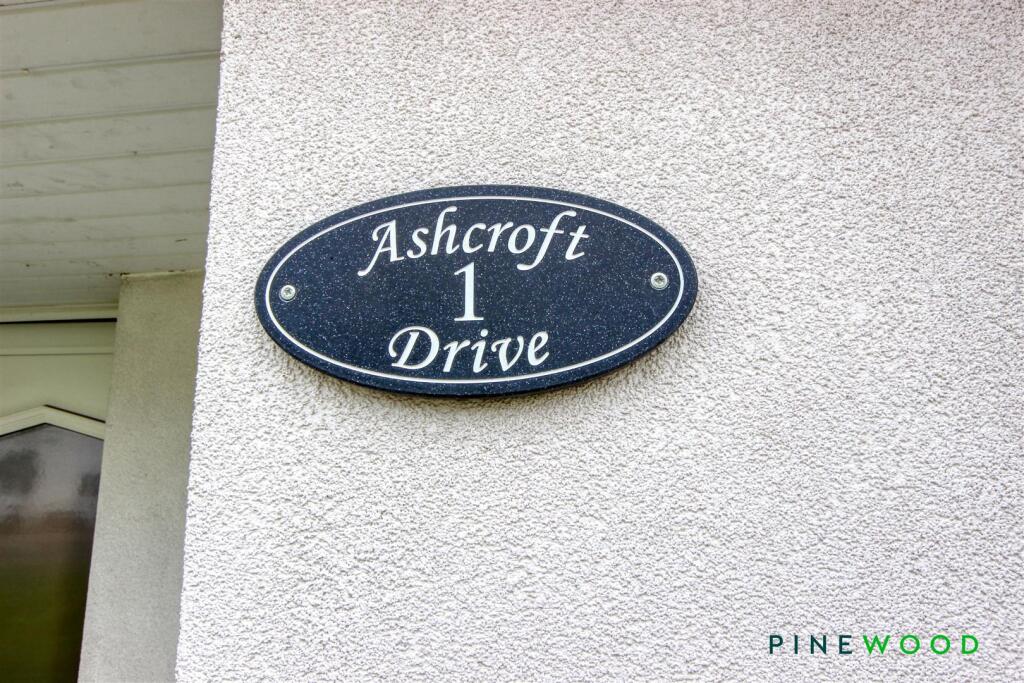 Ashcroft
1
Drive
PINEWOOD